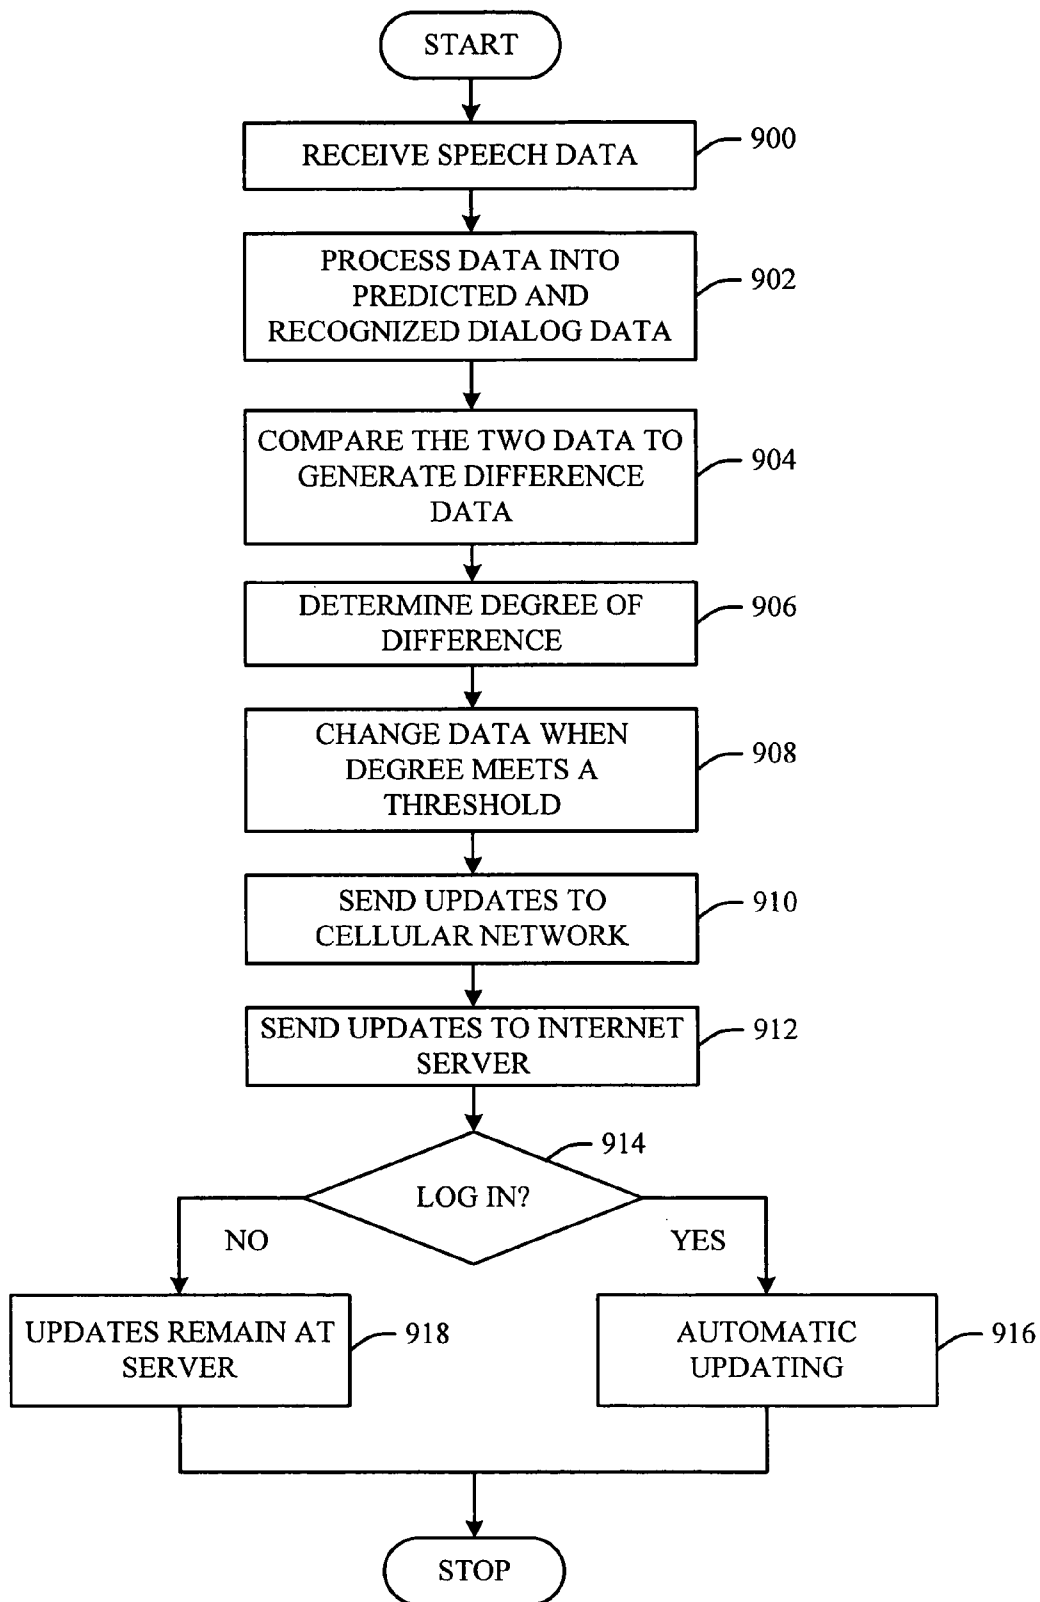 START
RECEIVE SPEECH DATA
900
PROCESS DATA INTO
PREDICTED AND
RECOGNIZED DIALOG DATA
902
COMPARE THE TWO DATA TO
GENERATE DIFFERENCE
DATA
904
DETERMINE DEGREE OF
DIFFERENCE
906
CHANGE DATA WHEN
DEGREE MEETS A
THRESHOLD
908
SEND UPDATES TO
CELLULAR NETWORK
910
SEND UPDATES TO INTERNET
SERVER
912
914
LOG IN?
NO
YES
UPDATES REMAIN AT
SERVER
918
AUTOMATIC
UPDATING
916
STOP